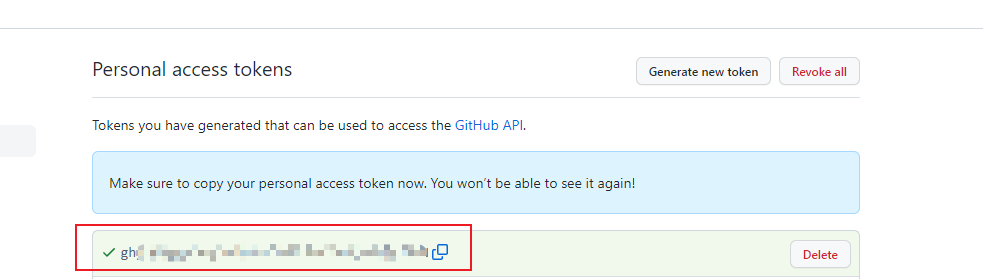 Personal access tokens
Generate new token
Revoke all
Tokens you have generated that can be used to access the GitHub API.
Make sure to copy your personal access token now. You won't be able to see it again!
Delete